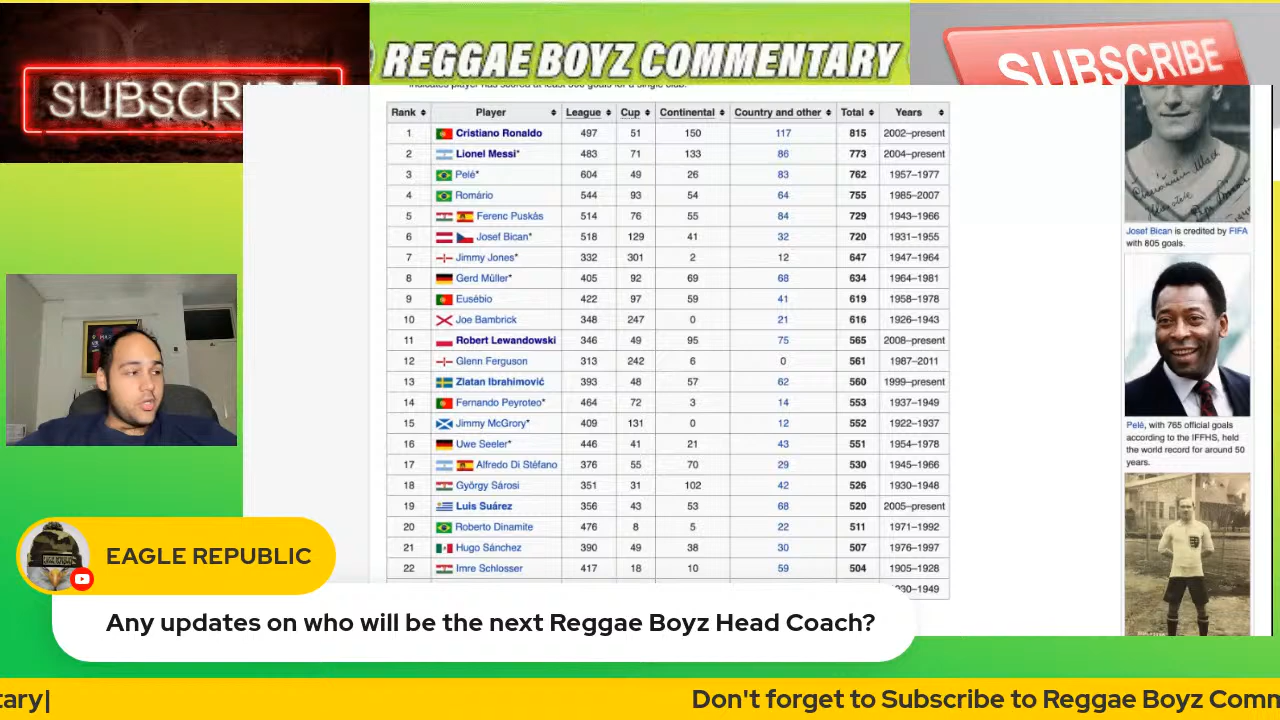 SUBSCRIBE
REGGAE BOYZ COMMENTARY
SUBSCRIBE
Rank Player League Cup Continental Country and other Total Years
1 Cristiano Ronaldo 497 51 150 117 815 2002–present
2 Lionel Messi* 483 71 133 86 773 2004–present
3 Pelé* 604 49 26 83 762 1957–1977
4 Romário 544 93 54 64 755 1985–2007
5 Ferenc Puskás 514 76 55 84 729 1943–1966
6 Josef Bican* 518 129 41 32 720 1931–1955
7 Jimmy Jones* 332 301 2 12 647 1947–1964
8 Gerd Müller* 405 92 69 68 634 1964–1981
9 Eusébio 422 97 59 41 619 1958–1978
10 Joe Bambrick 348 247 0 21 616 1926–1943
11 Robert Lewandowski 346 49 95 75 565 2008–present
12 Glenn Ferguson 313 242 6 0 561 1987–2011
13 Zlatan Ibrahimović 393 48 57 62 560 1999–present
14 Fernando Peyroteo* 464 72 3 14 553 1937–1949
15 Jimmy McGrory* 409 131 0 12 552 1922–1937
16 Uwe Seeler* 446 41 21 43 551 1954–1978
17 Alfredo Di Stéfano 376 55 70 29 530 1945–1966
18 György Sárosi 351 31 102 42 526 1930–1948
19 Luis Suárez 356 43 53 68 520 2005–present
20 Roberto Dinamite 476 8 5 22 511 1971–1992
21 Hugo Sánchez 390 49 38 30 507 1976–1997
22 Imre Schlosser 417 18 10 59 504 1905–1928
930–1949
Josef Bican is credited by FIFA
with 805 goals.
Pelé, with 765 official goals
according to the IFFHS, held
the world record for around 50
years.
EAGLE REPUBLIC
Any updates on who will be the next Reggae Boyz Head Coach?
tary|
Don't forget to Subscribe to Reggae Boyz Comm